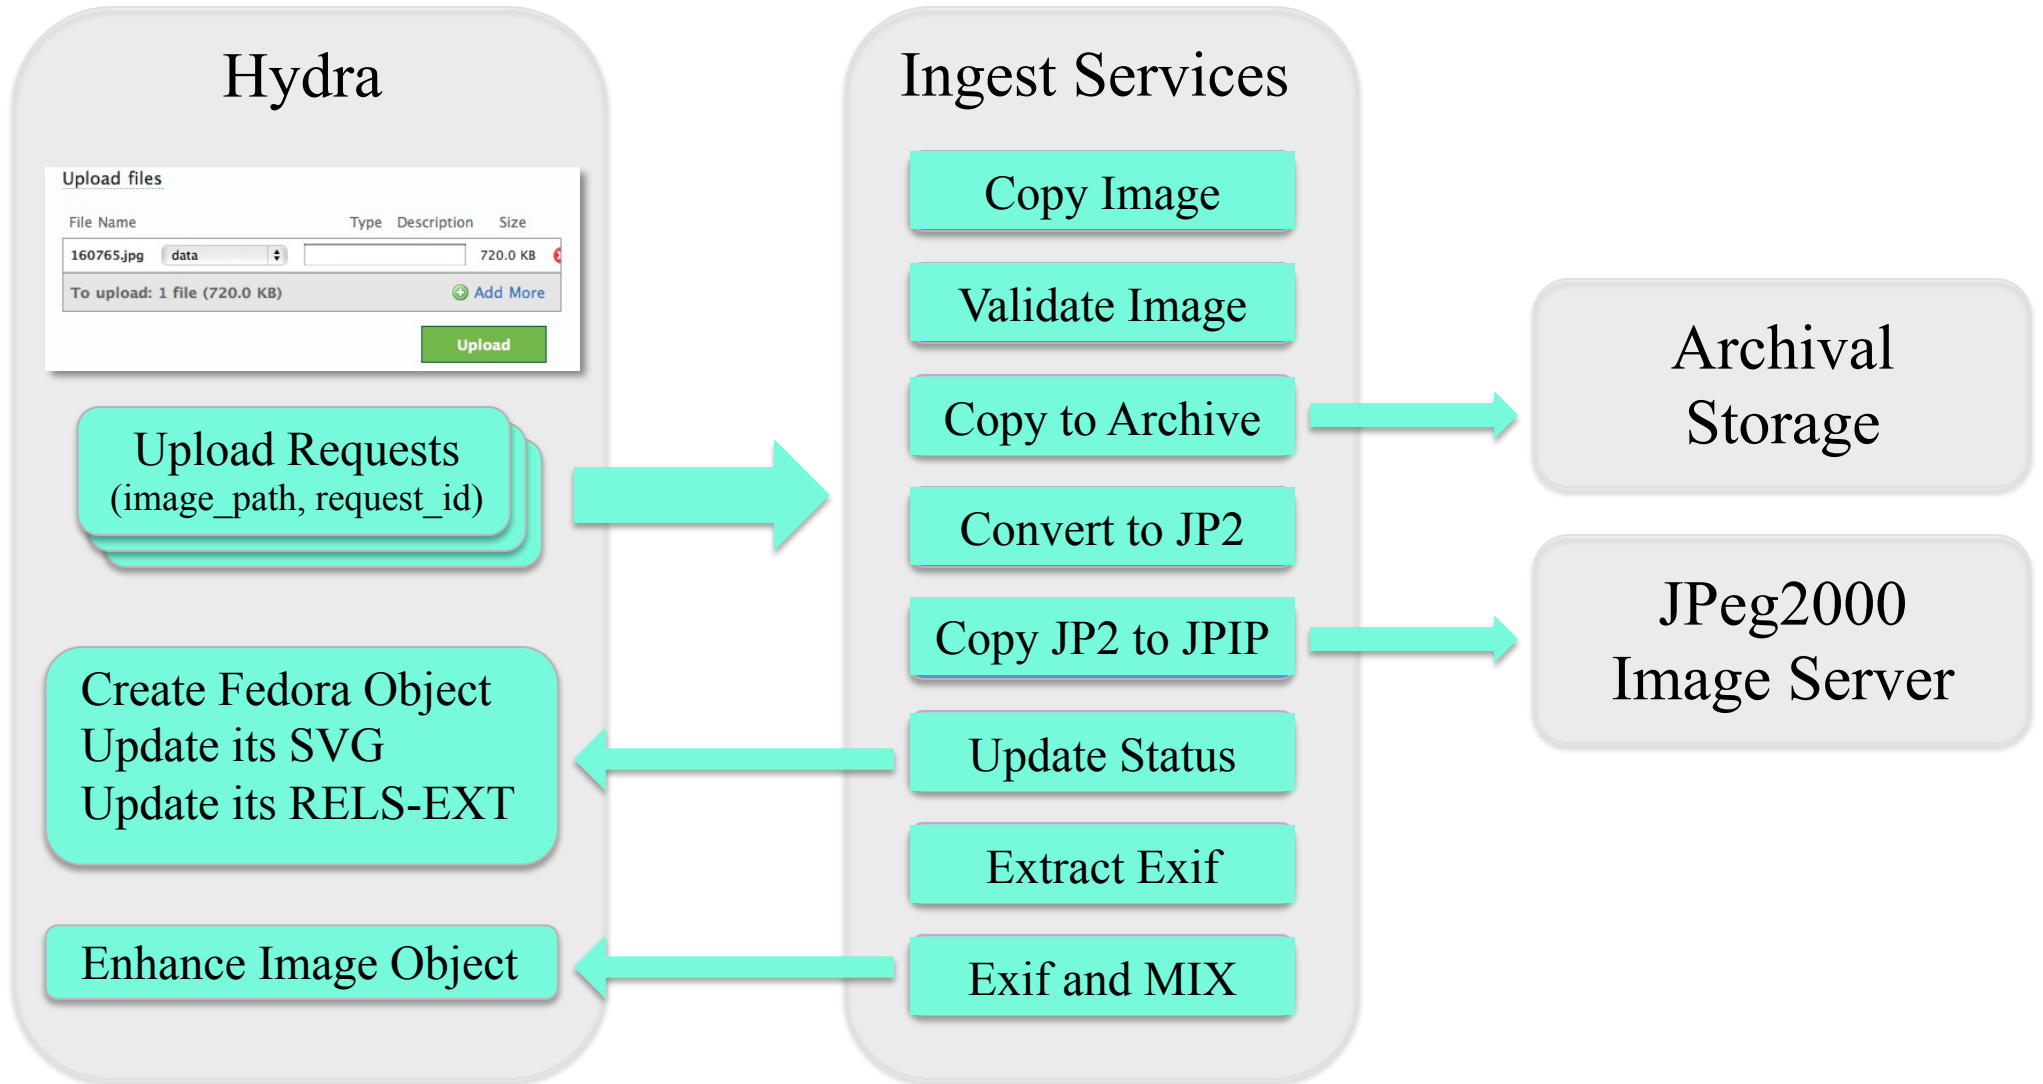 Hydra
Upload files
File Name Type Description Size
160765.jpg data 720.0 KB
To upload: 1 file (720.0 KB) Add More
Upload
Upload Requests
(image_path, request_id)
Create Fedora Object
Update its SVG
Update its RELS-EXT
Enhance Image Object
Ingest Services
Copy Image
Validate Image
Copy to Archive
Convert to JP2
Copy JP2 to JPIP
Update Status
Extract Exif
Exif and MIX
Archival
Storage
JPeg2000
Image Server